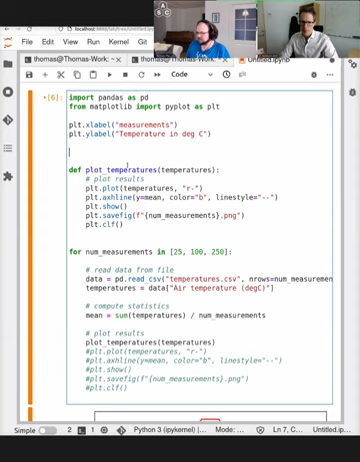 localhost:8888/lab/tree/Untitled.ipynb
File Edit View Run Kernel
thomas@Thomas-Work: ~ × thomas@Thomas-Work: ~ × Untitled.ipynb
Code
[6]: import pandas as pd
from matplotlib import pyplot as plt
plt.xlabel("measurements")
plt.ylabel("Temperature in deg C")
def plot_temperatures(temperatures):
# plot results
plt.plot(temperatures, "r-")
plt.axhline(y=mean, color="b", linestyle="--")
plt.show()
plt.savefig(f"{num_measurements}.png")
plt.clf()
for num_measurements in [25, 100, 250]:
# read data from file
data = pd.read_csv("temperatures.csv", nrows=num_measuremen
temperatures = data["Air temperature (degC)"]
# compute statistics
mean = sum(temperatures) / num_measurements
# plot results
plot_temperatures(temperatures)
#plt.plot(temperatures, "r-")
#plt.axhline(y=mean, color="b", linestyle="--")
#plt.show()
#plt.savefig(f"{num_measurements}.png")
#plt.clf()
Simple 2 1 Python 3 (ipykernel) | Mode: ... Ln 7, C...